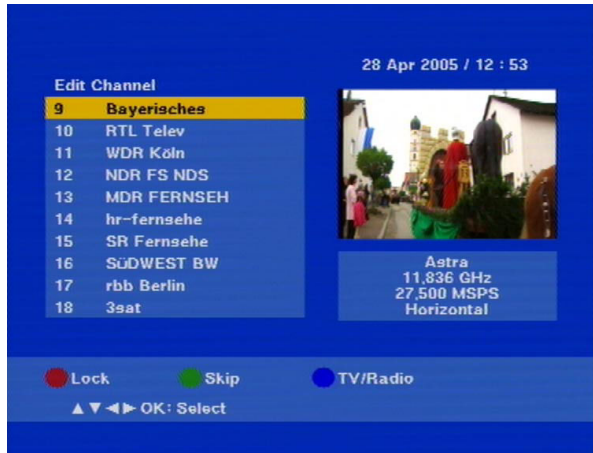 28 Apr 2005 / 12 : 53
Edit Channel
9 Bayerisches
10 RTL Telev
11 WDR Köln
12 NDR FS NDS
13 MDR FERNSEH
14 hr-fernsehe
15 SR Fernsehe
16 SüDWEST BW
17 rbb Berlin
18 3sat
Astra
11,836 GHz
27,500 MSPS
Horizontal
Lock
Skip
TV/Radio
▲▼◄► OK: Select